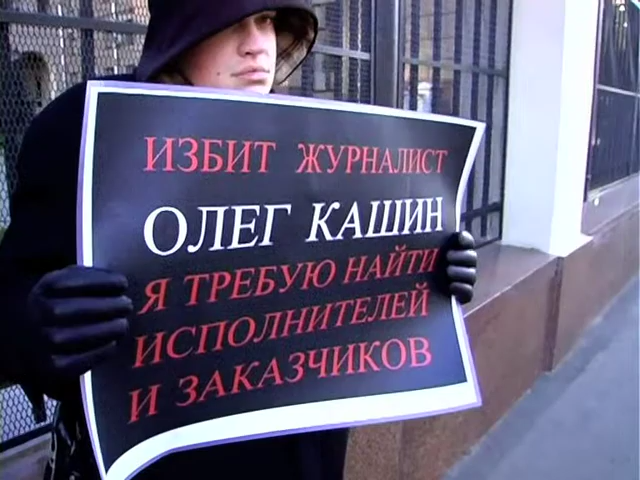 ИЗБИТ ЖУРНАЛИСТ
ОЛЕГ КАШИН
Я ТРЕБУЮ НАЙТИ
ИСПОЛНИТЕЛЕЙ
И ЗАКАЗЧИКОВ